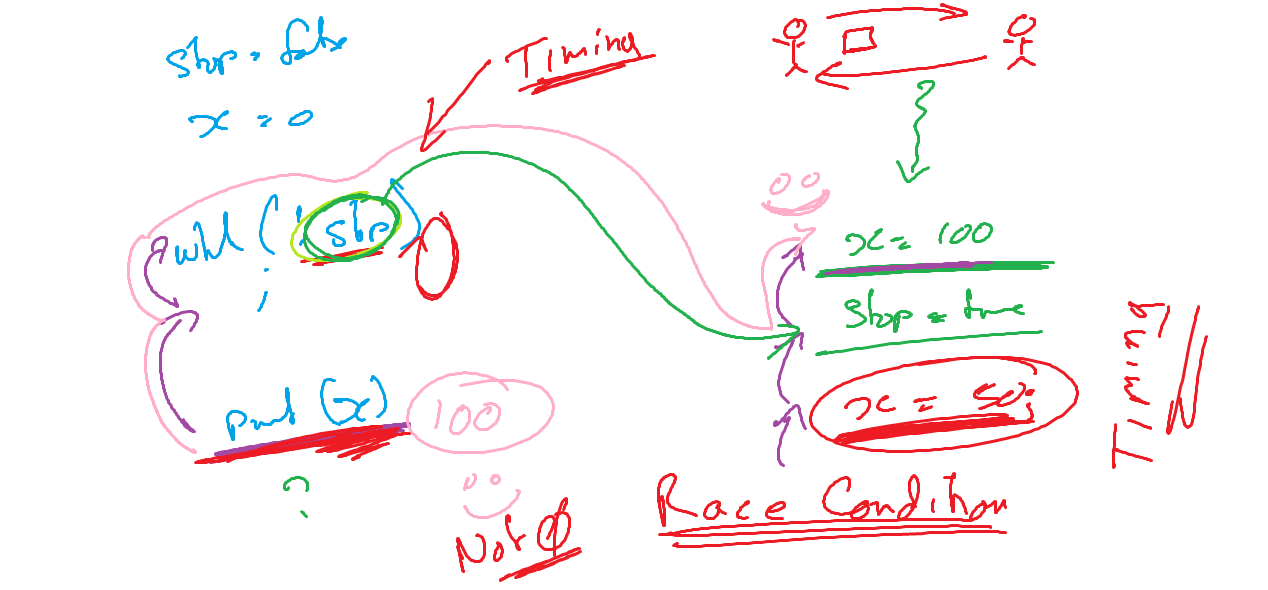 stop = false
x = 0
Timing
while (!stop)
;
print(x)
100
?
Not 0
x = 100
stop = true
x = 50;
Race Condition
Timing